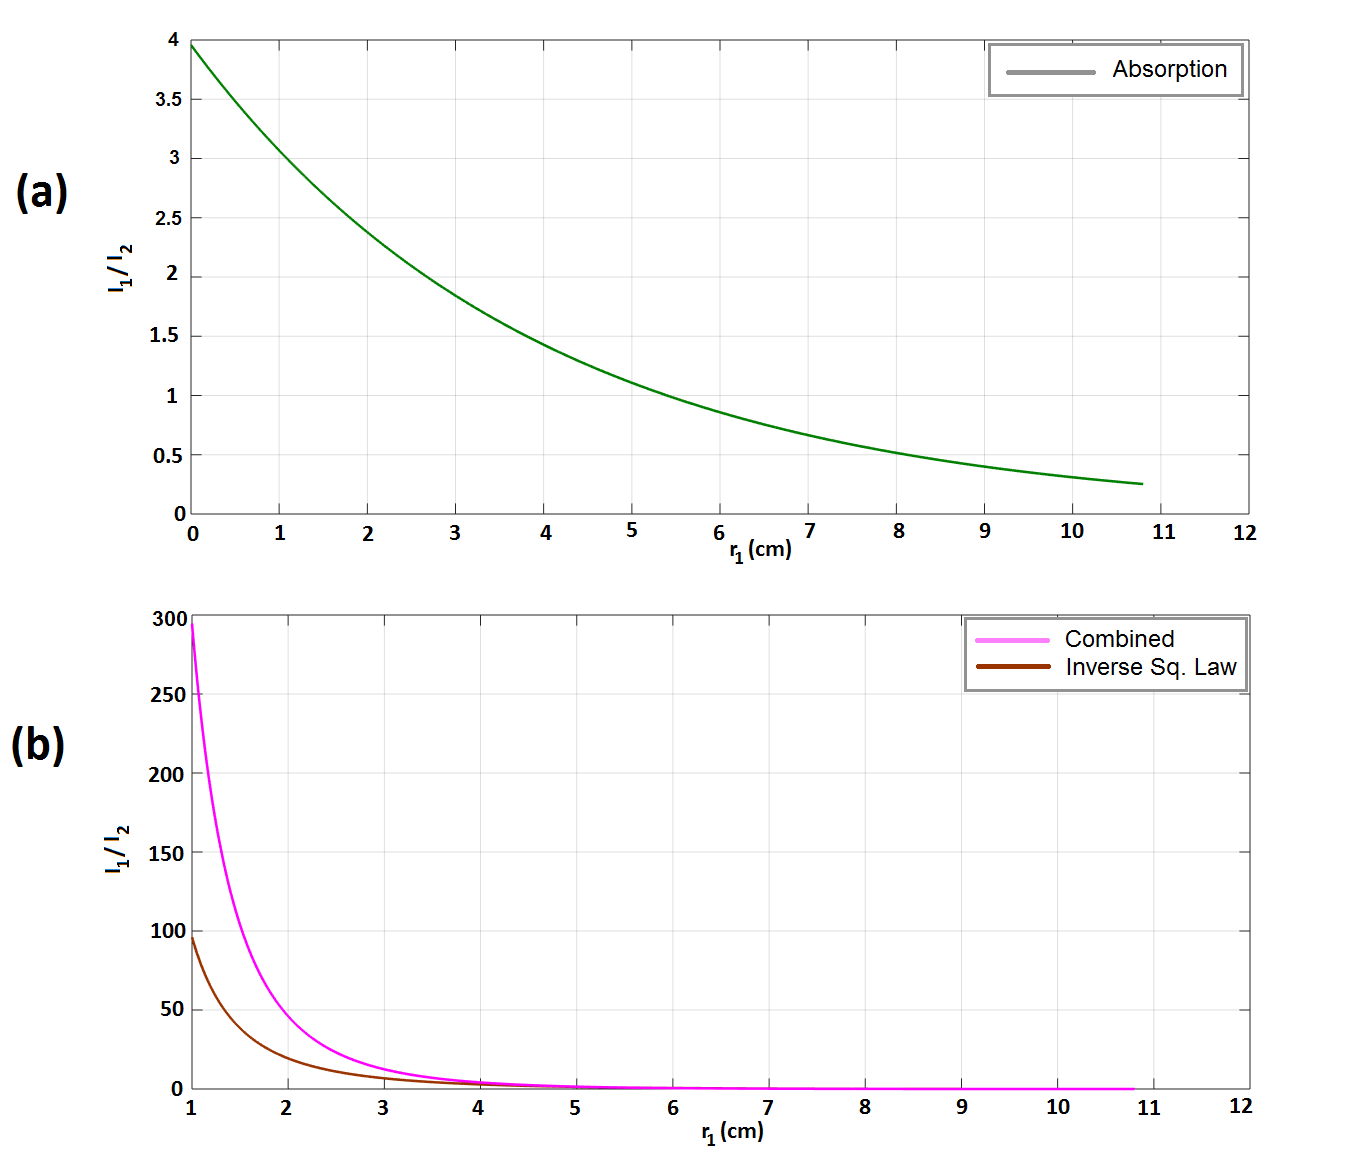 (a)
I1/ I2
4
3.5
3
2.5
2
1.5
1
0.5
0
0 1 2 3 4 5 6 7 8 9 10 11 12
r1 (cm)
Absorption
(b)
I1/ I2
300
250
200
150
100
50
0
1 2 3 4 5 6 7 8 9 10 11 12
r1 (cm)
Combined
Inverse Sq. Law